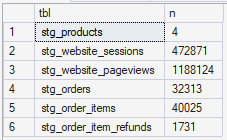 tbl n
1 stg_products 4
2 stg_website_sessions 472871
3 stg_website_pageviews 1188124
4 stg_orders 32313
5 stg_order_items 40025
6 stg_order_item_refunds 1731